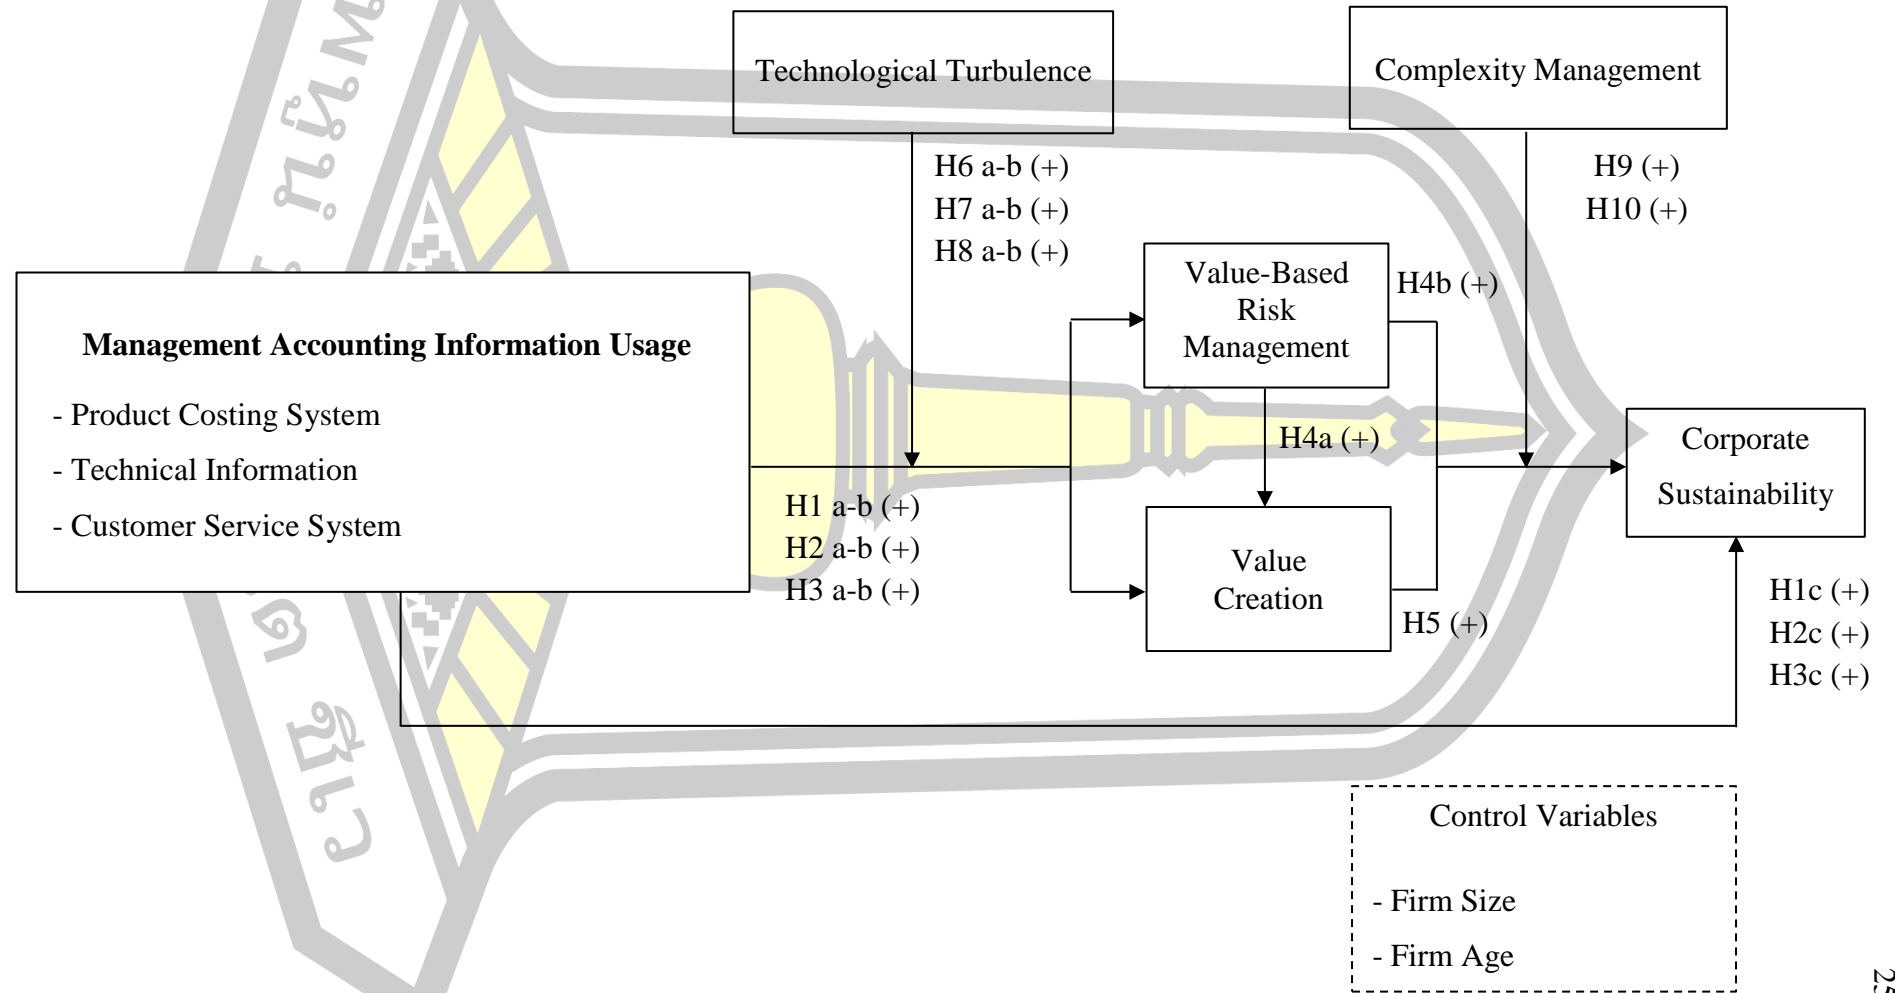 Technological Turbulence
Complexity Management
H6 a-b (+)
H7 a-b (+)
H8 a-b (+)
H9 (+)
H10 (+)
Management Accounting Information Usage
- Product Costing System
- Technical Information
- Customer Service System
Value-Based
Risk
Management
H4b (+)
H4a (+)
H1 a-b (+)
H2 a-b (+)
H3 a-b (+)
Value
Creation
H5 (+)
Corporate
Sustainability
H1c (+)
H2c (+)
H3c (+)
Control Variables
- Firm Size
- Firm Age
25